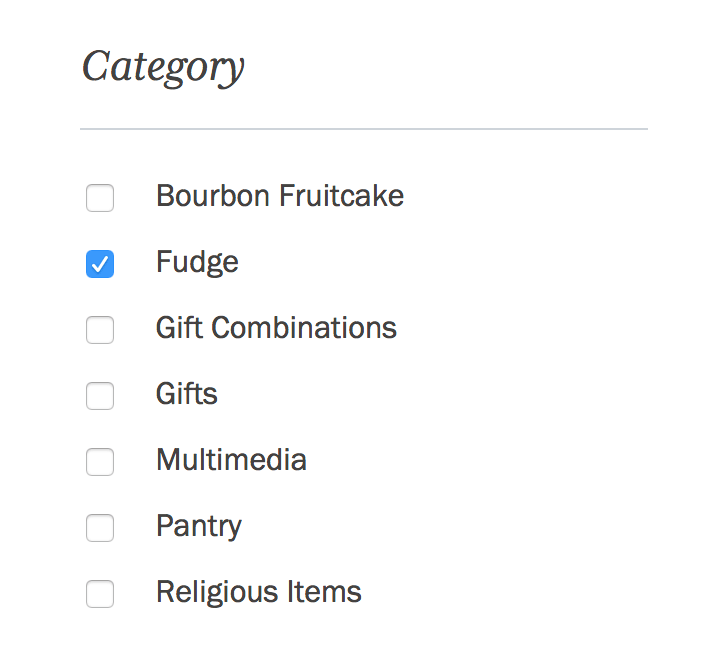 Category
Bourbon Fruitcake
Fudge
Gift Combinations
Gifts
Multimedia
Pantry
Religious Items